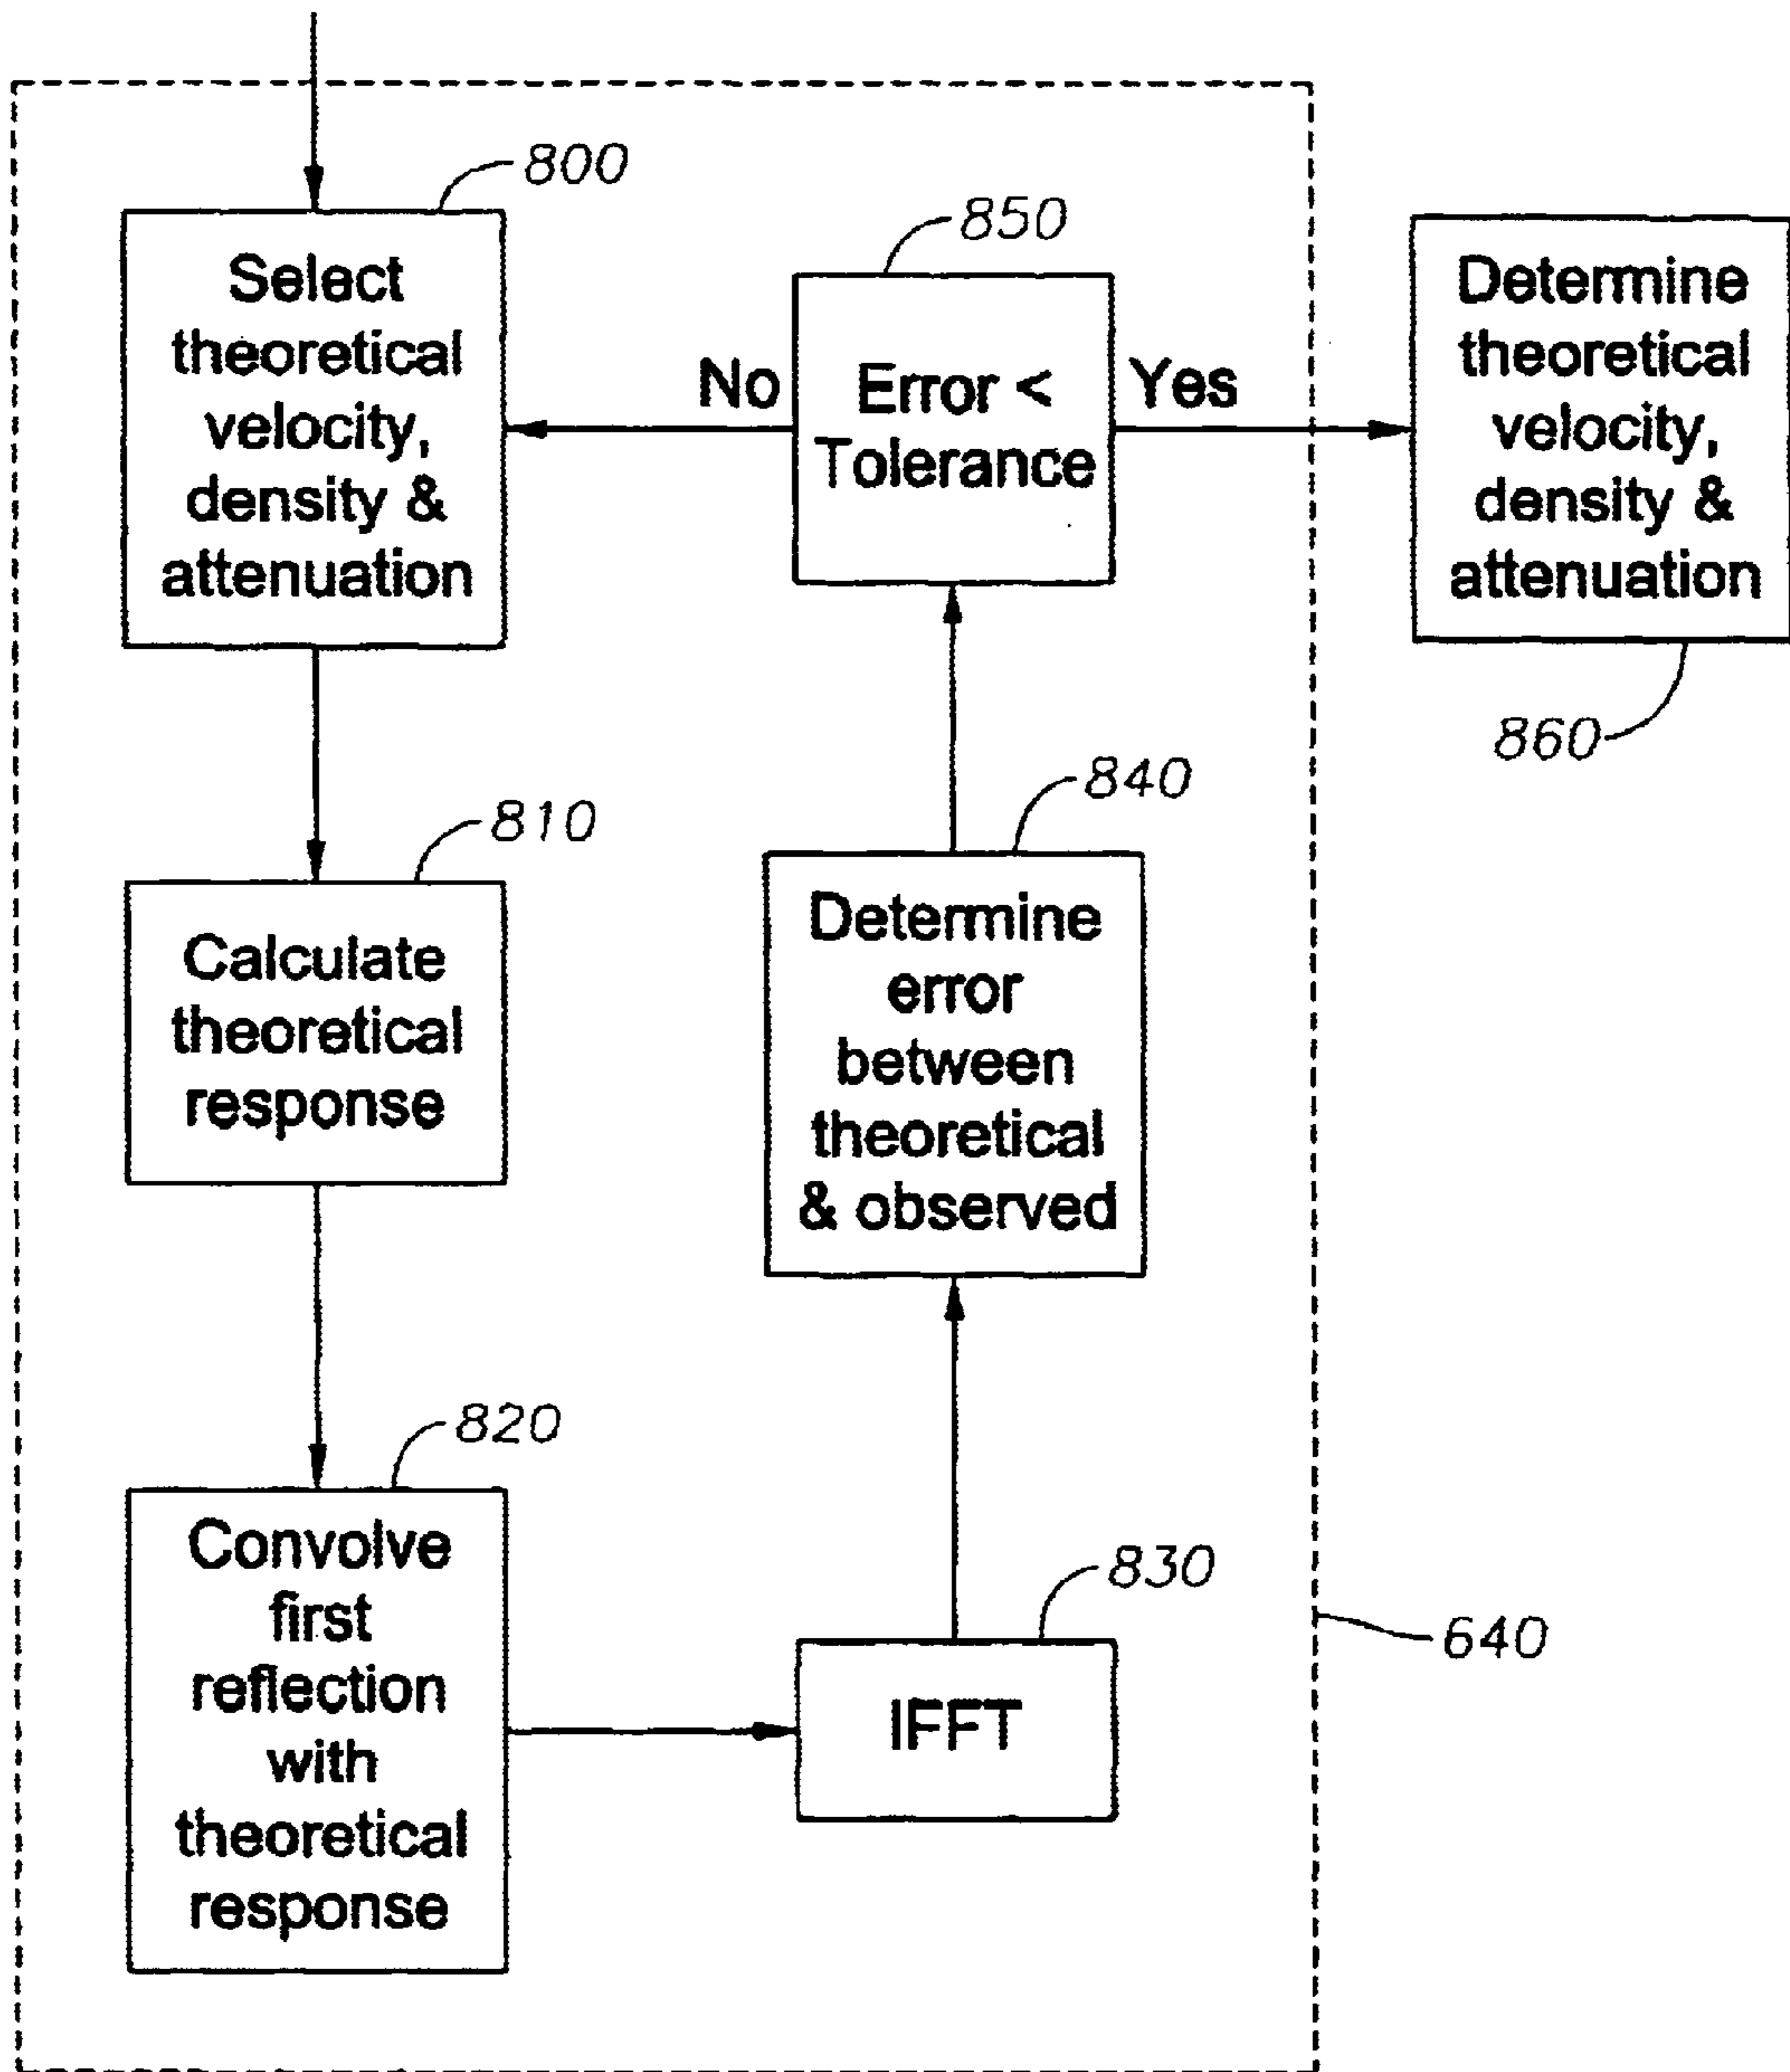 800
Select
theoretical
velocity,
density &
attenuation
810
Calculate
theoretical
response
820
Convolve
first
reflection
with
theoretical
response
830
IFFT
840
Determine
error
between
theoretical
& observed
850
Error <
Tolerance
No
Yes
Determine
theoretical
velocity,
density &
attenuation
860
640